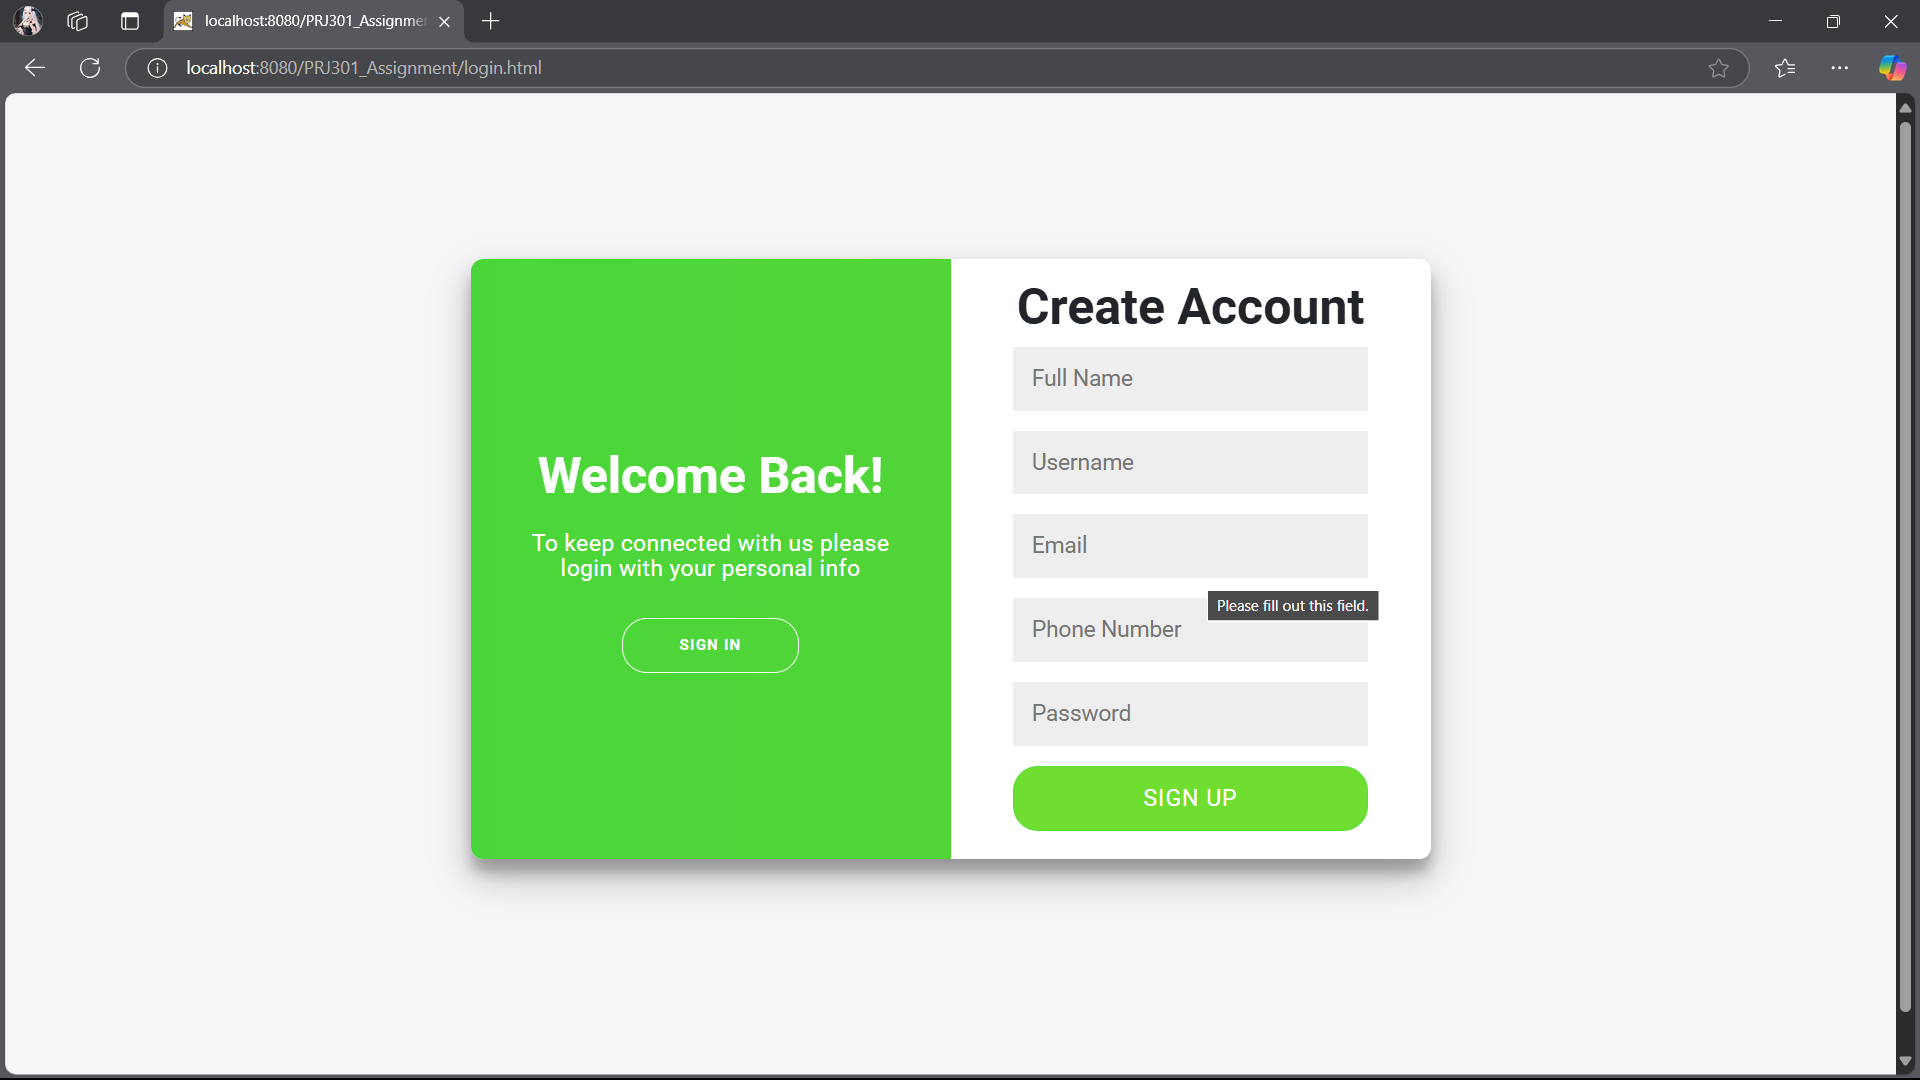 localhost:8080/PRJ301_Assignme
localhost:8080/PRJ301_Assignment/login.html
Welcome Back!
To keep connected with us please
login with your personal info
SIGN IN
Create Account
Full Name
Username
Email
Please fill out this field.
Phone Number
Password
SIGN UP